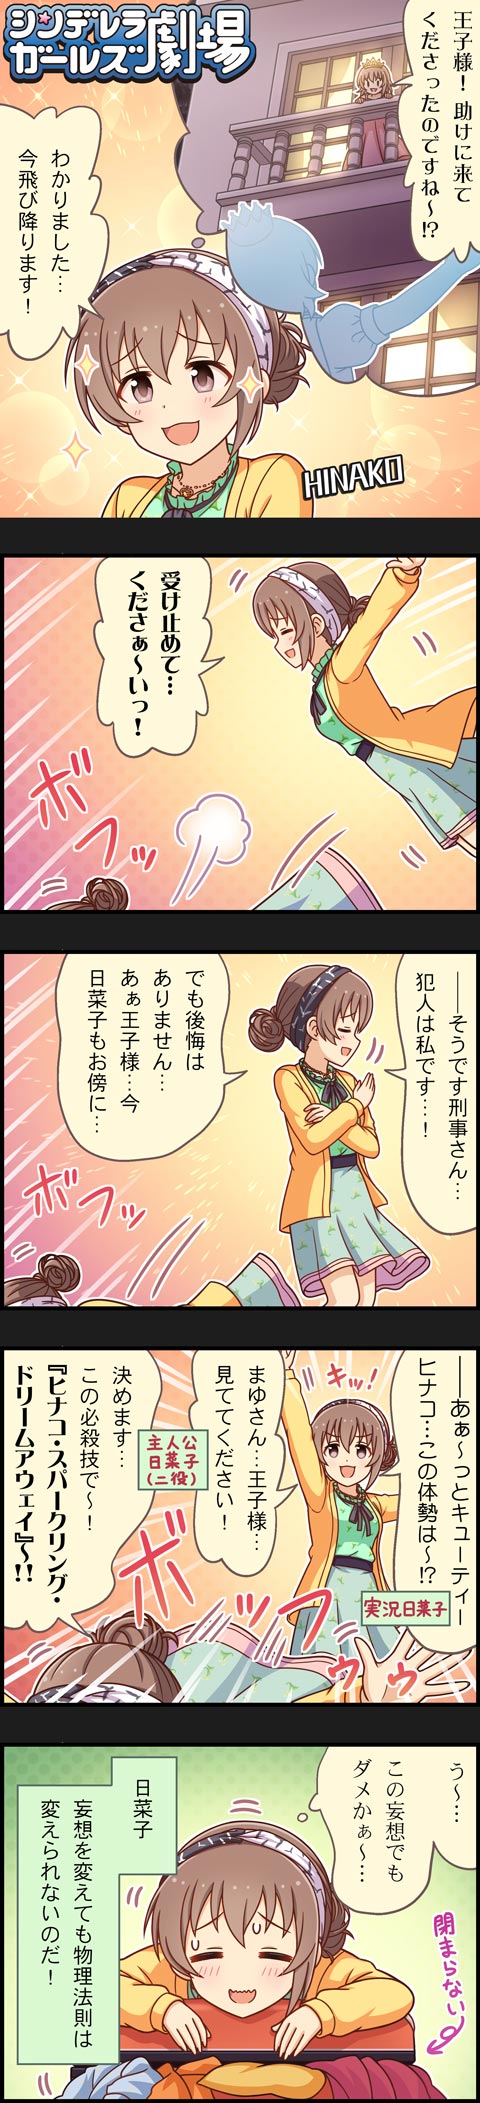 シンデレラ
ガールズ劇場
王子様！助けに来て
くださったのですね〜!?
わかりました…
今飛び降ります！
HINAKO
受け止めて…
くださぁ〜いっ！
ボフッ
――そうです刑事さん…
犯人は私です…！
でも後悔は
ありません…
あぁ王子様…今
日菜子もお傍に…
ボフッ
――あぁ〜っとキューティー
ヒナコ…この体勢は〜!?
キッ！
実況日菜子
まゆさん…王子様…
見ててください！
主人公
日菜子
（二役）
決めます…
この必殺技で〜！
『ヒナコ・スパークリング・
ドリームアウェイ』〜!!
ボフッゥゥ
う〜…
この妄想でも
ダメかぁ〜…
閉まらない
日菜子
妄想を変えても物理法則は
変えられないのだ！